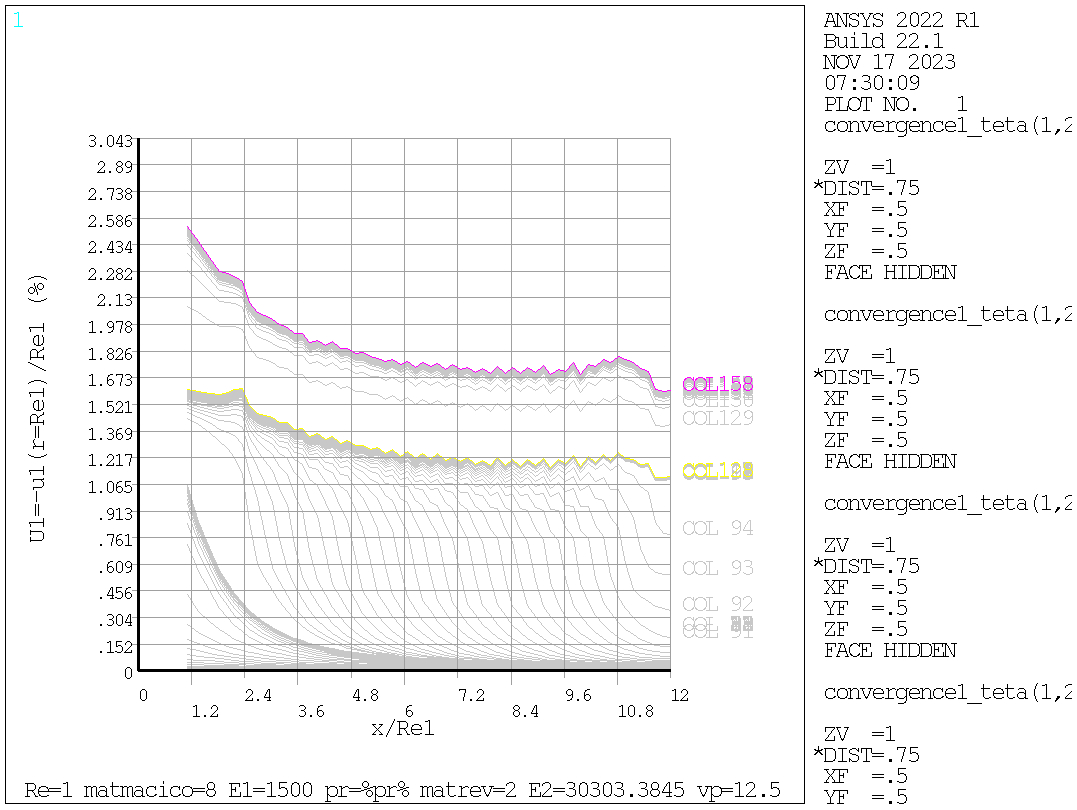 1
ANSYS 2022 R1
Build 22.1
NOV 17 2023
07:30:09
PLOT NO. 1
convergence1_teta(1,2
ZV =1
*DIST=.75
XF =.5
YF =.5
ZF =.5
FACE HIDDEN
convergence1_teta(1,2
ZV =1
*DIST=.75
XF =.5
YF =.5
ZF =.5
FACE HIDDEN
convergence1_teta(1,2
ZV =1
*DIST=.75
XF =.5
YF =.5
ZF =.5
FACE HIDDEN
convergence1_teta(1,2
ZV =1
*DIST=.75
XF =.5
YF =.5
3.043
2.89
2.738
2.586
2.434
2.282
2.13
1.978
1.826
1.673
1.521
1.369
1.217
1.065
.913
.761
.609
.456
.304
.152
0
U1=-u1(r=Re1)/Re1 (%)
COL158
COL129
COL 94
COL 93
COL 92
COL 91
0
1.2
2.4
3.6
4.8
6
7.2
8.4
9.6
10.8
12
x/Re1
Re=1 matmacico=8 E1=1500 pr=%pr% matrev=2 E2=30303.3845 vp=12.5